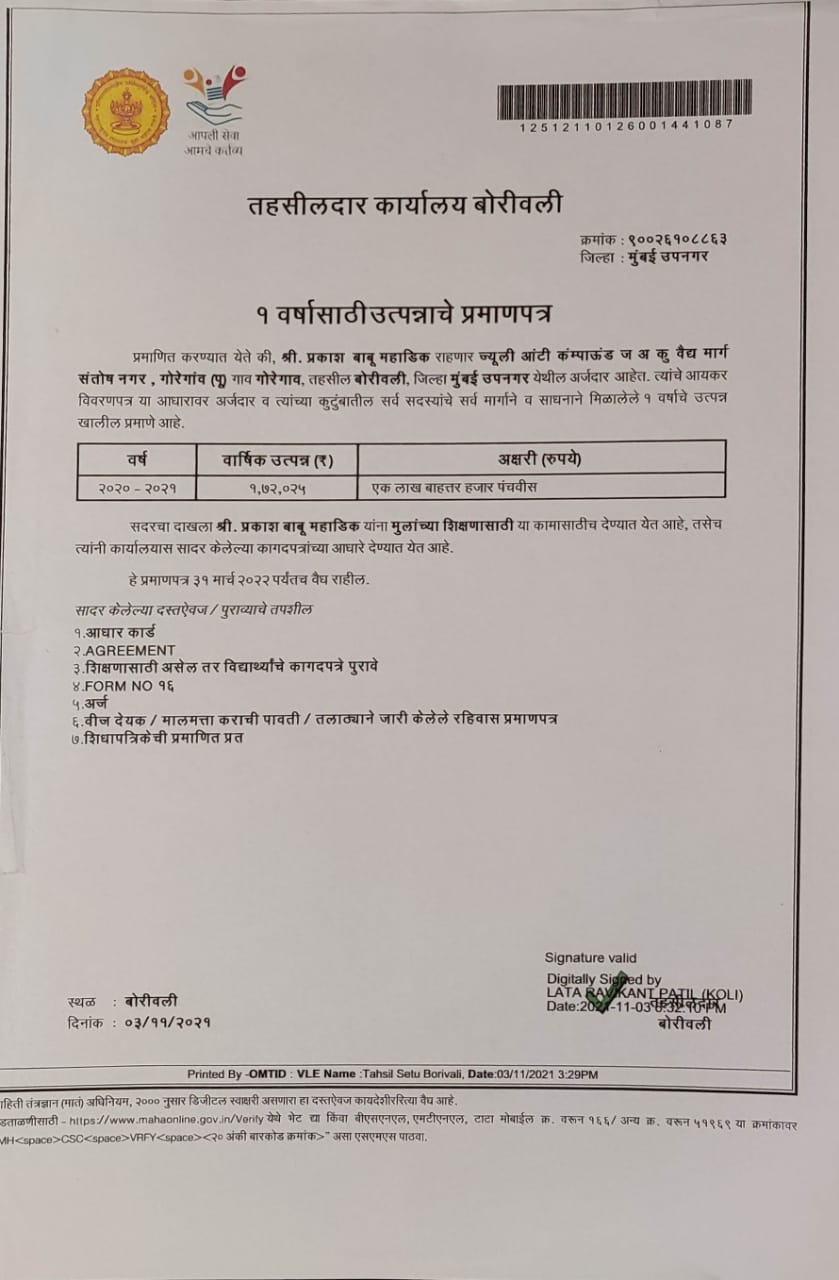 आपली सेवा
आमचे कर्तव्य
12512110126001441087
तहसीलदार कार्यालय बोरीवली
क्रमांक : ९००२६१०८८६३
जिल्हा : मुंबई उपनगर
१ वर्षासाठी उत्पन्नाचे प्रमाणपत्र
प्रमाणित करण्यात येते की, श्री. प्रकाश बाबू महाडिक राहणार ज्यूली आंटी कंम्पाऊंड ज अ कु वैद्य मार्ग
संतोष नगर , गोरेगांव (पू) गाव गोरेगाव, तहसील बोरीवली, जिल्हा मुंबई उपनगर येथील अर्जदार आहेत. त्यांचे आयकर
विवरणपत्र या आधारावर अर्जदार व त्यांच्या कुटुंबातील सर्व सदस्यांचे सर्व मार्गाने व साधनाने मिळालेले १ वर्षाचे उत्पन्न
खालील प्रमाणे आहे.
वर्ष वार्षिक उत्पन्न (₹) अक्षरी (रुपये)
२०२० - २०२१ १,७२,०२५ एक लाख बाहत्तर हजार पंचवीस
सदरचा दाखला श्री. प्रकाश बाबू महाडिक यांना मुलांच्या शिक्षणासाठी या कामासाठीच देण्यात येत आहे, तसेच
त्यांनी कार्यालयास सादर केलेल्या कागदपत्रांच्या आधारे देण्यात येत आहे.
हे प्रमाणपत्र ३१ मार्च २०२२ पर्यंतच वैध राहील.
सादर केलेल्या दस्तऐवज / पुराव्याचे तपशील
१.आधार कार्ड
२.AGREEMENT
३.शिक्षणासाठी असेल तर विद्यार्थ्यांचे कागदपत्रे पुरावे
४.FORM NO १६
५.अर्ज
६.वीज देयक / मालमत्ता कराची पावती / तलाठ्याने जारी केलेले रहिवास प्रमाणपत्र
७.शिधापत्रिकेची प्रमाणित प्रत
Signature valid
Digitally Signed by
LATA RAVIKANT PATIL (KOLI)
तहसीलदार
Date:2021-11-03
बोरीवली
स्थळ : बोरीवली
दिनांक : ०३/११/२०२१
Printed By -OMTID : VLE Name :Tahsil Setu Borivali, Date:03/11/2021 3:29PM
ाहिती तंत्रज्ञान (मातं) अधिनियम, २००० नुसार डिजीटल स्वाक्षरी असणारा हा दस्तऐवज कायदेशीररित्या वैध आहे.
डताळणीसाठी - https://www.mahaonline.gov.in/Verify येथे भेट द्या किंवा बीएसएनएल, एमटीएनएल, टाटा मोबाईल क्र. वरून १६६/ अन्य क्र. वरून ५१९६९ या क्रमांकावर
MH<space>CSC<space>VRFY<space><२० अंकी बारकोड क्रमांक>" असा एसएमएस पाठवा.